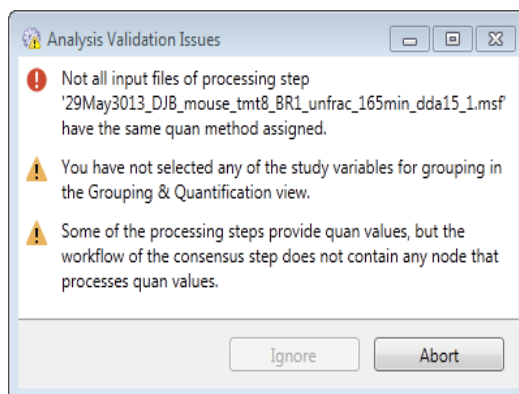 Analysis Validation Issues
Not all input files of processing step
'29May3013_DJB_mouse_tmt8_BR1_unfrac_165min_dda15_1.msf'
have the same quan method assigned.
You have not selected any of the study variables for grouping in
the Grouping & Quantification view.
Some of the processing steps provide quan values, but the
workflow of the consensus step does not contain any node that
processes quan values.
Ignore
Abort